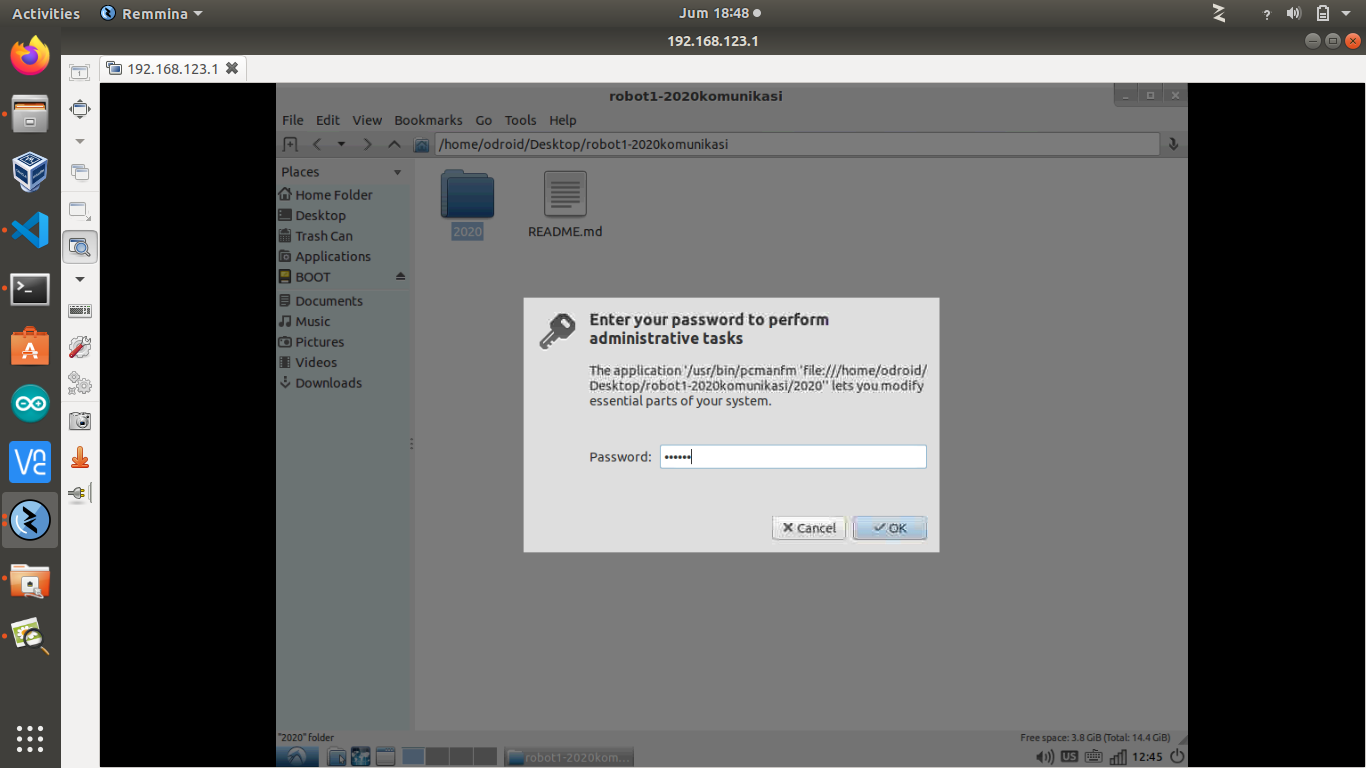 Activities
Remmina
Jum 18:48
?
192.168.123.1
1
192.168.123.1
robot1-2020komunikasi
File Edit View Bookmarks Go Tools Help
/home/odroid/Desktop/robot1-2020komunikasi
Places
Home Folder
Desktop
Trash Can
Applications
BOOT
Documents
Music
Pictures
Videos
Downloads
2020
README.md
Enter your password to perform
administrative tasks
The application '/usr/bin/pcmanfm 'file:///home/odroid/
Desktop/robot1-2020komunikasi/2020'' lets you modify
essential parts of your system.
Password: ••••••
Cancel
OK
"2020" folder
Free space: 3.8 GiB (Total: 14.4 GiB)
robot1-2020kom...
US
12:45